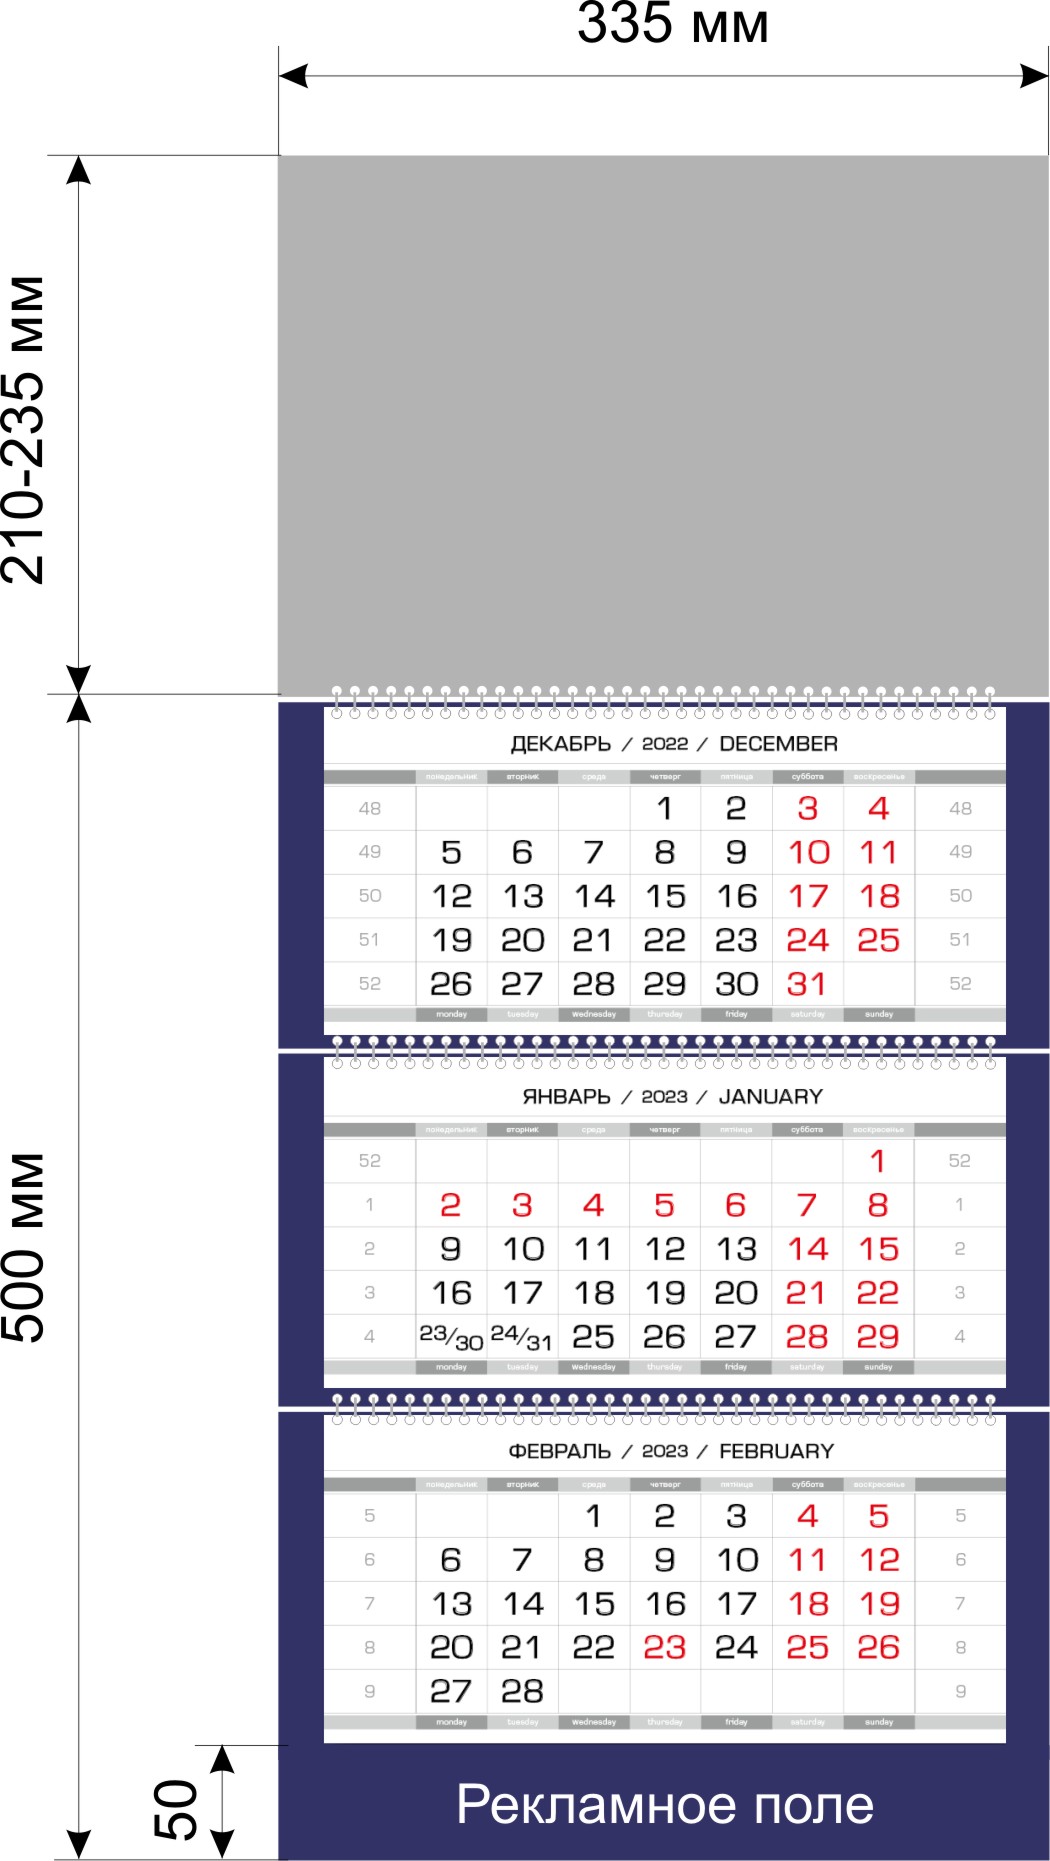 335 мм
210-235 мм
500 мм
50
ДЕКАБРЬ / 2022 / DECEMBER
понедельник вторник среда четверг пятница суббота воскресенье
48 1 2 3 4 48
49 5 6 7 8 9 10 11 49
50 12 13 14 15 16 17 18 50
51 19 20 21 22 23 24 25 51
52 26 27 28 29 30 31 52
monday tuesday wednesday thursday friday saturday sunday
ЯНВАРЬ / 2023 / JANUARY
понедельник вторник среда четверг пятница суббота воскресенье
52 1 52
1 2 3 4 5 6 7 8 1
2 9 10 11 12 13 14 15 2
3 16 17 18 19 20 21 22 3
4 23/30 24/31 25 26 27 28 29 4
monday tuesday wednesday thursday friday saturday sunday
ФЕВРАЛЬ / 2023 / FEBRUARY
понедельник вторник среда четверг пятница суббота воскресенье
5 1 2 3 4 5 5
6 6 7 8 9 10 11 12 6
7 13 14 15 16 17 18 19 7
8 20 21 22 23 24 25 26 8
9 27 28 9
monday tuesday wednesday thursday friday saturday sunday
Рекламное поле